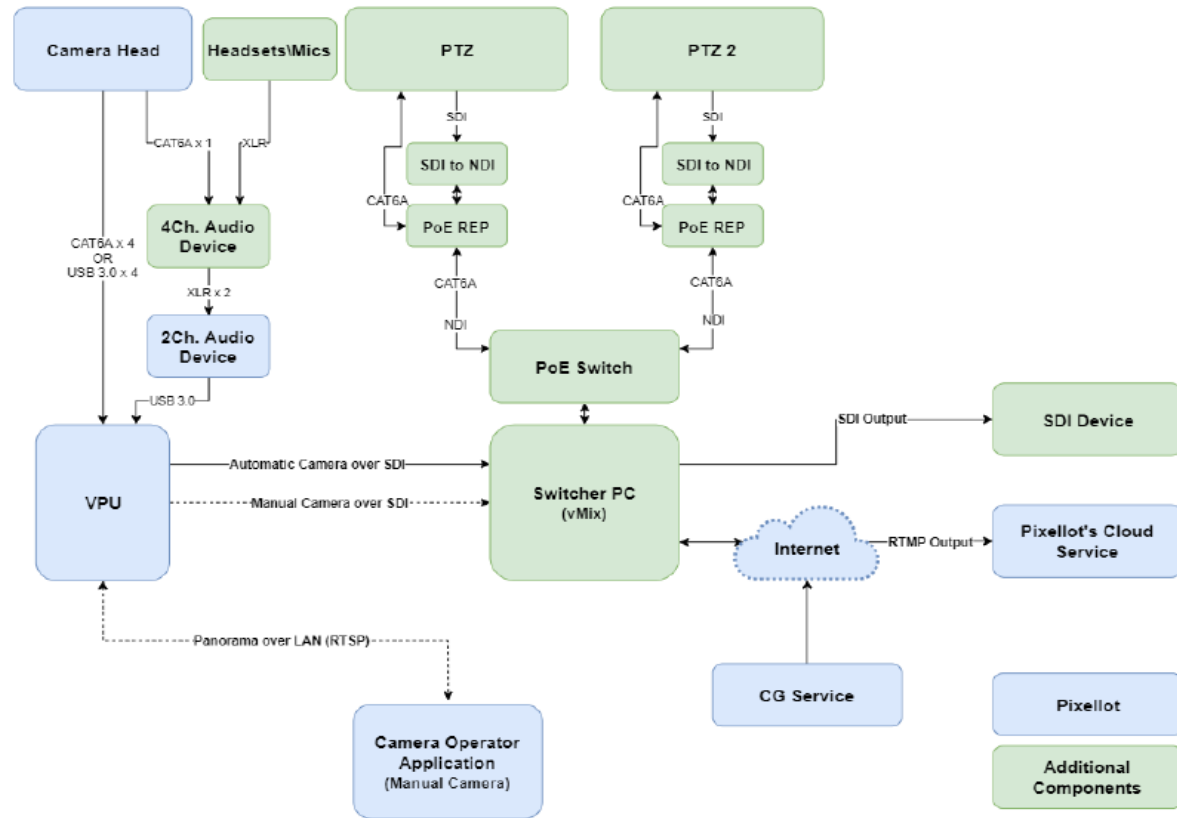 Camera Head
Headsets\Mics
PTZ
PTZ 2
SDI
SDI
CAT6A x 1
XLR
SDI to NDI
SDI to NDI
CAT6A
CAT6A
4Ch. Audio
Device
PoE REP
PoE REP
CAT6A x 4
OR
USB 3.0 x 4
CAT6A
CAT6A
XLR x 2
NDI
NDI
2Ch. Audio
Device
PoE Switch
USB 3.0
SDI Output
SDI Device
Automatic Camera over SDI
VPU
Manual Camera over SDI
Switcher PC
(vMix)
Internet
RTMP Output
Pixellot's Cloud
Service
Panorama over LAN (RTSP)
CG Service
Pixellot
Camera Operator
Application
(Manual Camera)
Additional
Components